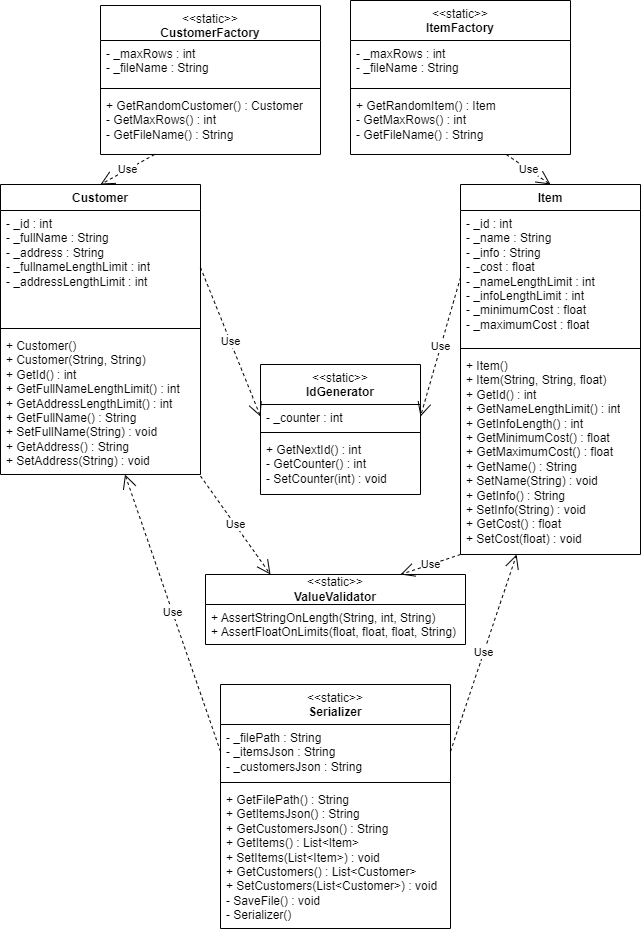 <<static>>
CustomerFactory
- _maxRows : int
- _fileName : String
+ GetRandomCustomer() : Customer
- GetMaxRows() : int
- GetFileName() : String
<<static>>
ItemFactory
- _maxRows : int
- _fileName : String
+ GetRandomItem() : Item
- GetMaxRows() : int
- GetFileName() : String
Use
Use
Customer
- _id : int
- _fullName : String
- _address : String
- _fullnameLengthLimit : int
- _addressLengthLimit : int
+ Customer()
+ Customer(String, String)
+ GetId() : int
+ GetFullNameLengthLimit() : int
+ GetAddressLengthLimit() : int
+ GetFullName() : String
+ SetFullName(String) : void
+ GetAddress() : String
+ SetAddress(String) : void
Item
- _id : int
- _name : String
- _info : String
- _cost : float
- _nameLengthLimit : int
- _infoLengthLimit : int
- _minimumCost : float
- _maximumCost : float
+ Item()
+ Item(String, String, float)
+ GetId() : int
+ GetNameLengthLimit() : int
+ GetInfoLength() : int
+ GetMinimumCost() : float
+ GetMaximumCost() : float
+ GetName() : String
+ SetName(String) : void
+ GetInfo() : String
+ SetInfo(String) : void
+ GetCost() : float
+ SetCost(float) : void
Use
Use
<<static>>
IdGenerator
- _counter : int
+ GetNextId() : int
- GetCounter() : int
- SetCounter(int) : void
Use
Use
<<static>>
ValueValidator
+ AssertStringOnLength(String, int, String)
+ AssertFloatOnLimits(float, float, float, String)
Use
Use
<<static>>
Serializer
- _filePath : String
- _itemsJson : String
- _customersJson : String
+ GetFilePath() : String
+ GetItemsJson() : String
+ GetCustomersJson() : String
+ GetItems() : List<Item>
+ SetItems(List<Item>) : void
+ GetCustomers() : List<Customer>
+ SetCustomers(List<Customer>) : void
- SaveFile() : void
- Serializer()